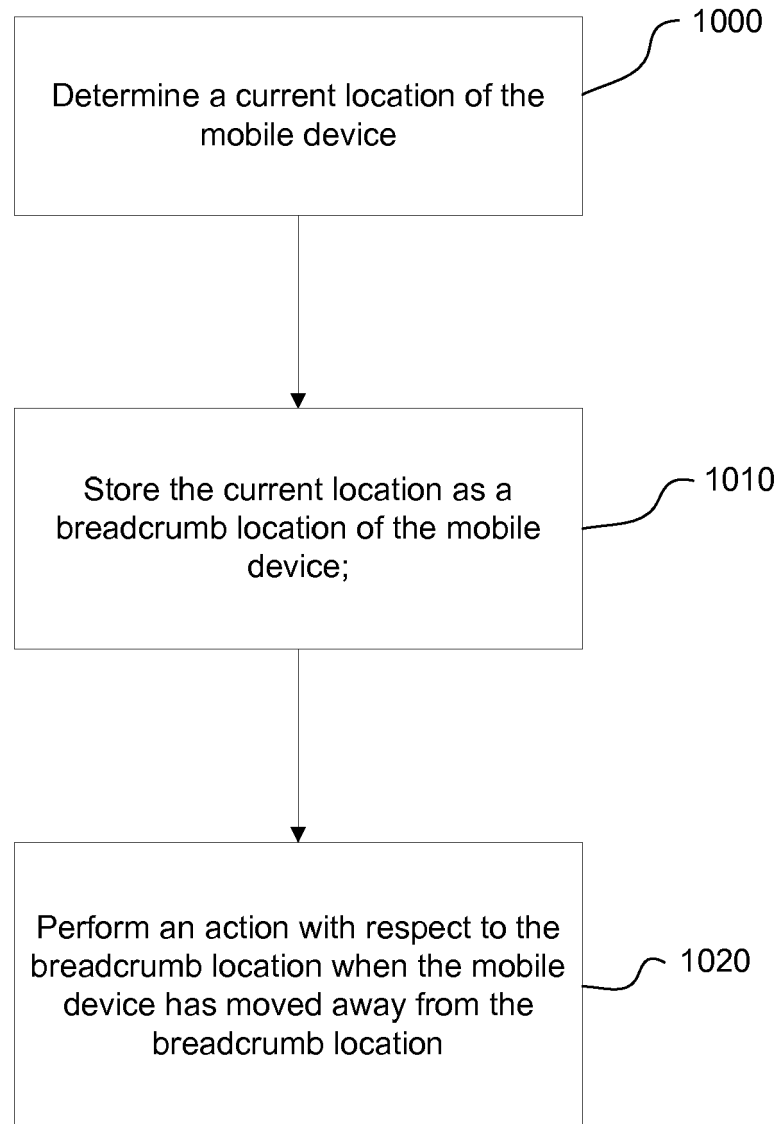 1000
Determine a current location of the
mobile device
1010
Store the current location as a
breadcrumb location of the mobile
device;
1020
Perform an action with respect to the
breadcrumb location when the mobile
device has moved away from the
breadcrumb location